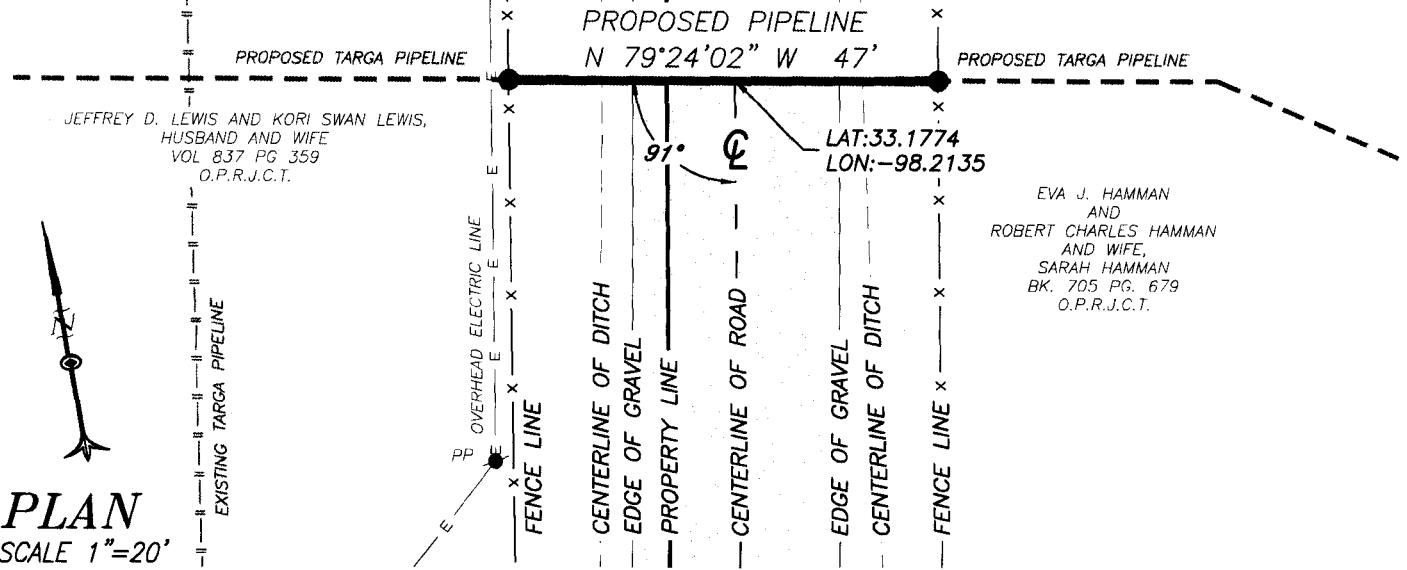 PROPOSED PIPELINE
N 79°24'02" W 47'
PROPOSED TARGA PIPELINE
PROPOSED TARGA PIPELINE
JEFFREY D. LEWIS AND KORI SWAN LEWIS,
HUSBAND AND WIFE
VOL 837 PG 359
O.P.R.J.C.T.
91°
℄
LAT:33.1774
LON:-98.2135
EVA J. HAMMAN
AND
ROBERT CHARLES HAMMAN
AND WIFE,
SARAH HAMMAN
BK. 705 PG. 679
O.P.R.J.C.T.
N
EXISTING TARGA PIPELINE
OVERHEAD ELECTRIC LINE
PP
FENCE LINE
CENTERLINE OF DITCH
EDGE OF GRAVEL
PROPERTY LINE
CENTERLINE OF ROAD
EDGE OF GRAVEL
CENTERLINE OF DITCH
FENCE LINE
PLAN
SCALE 1"=20'